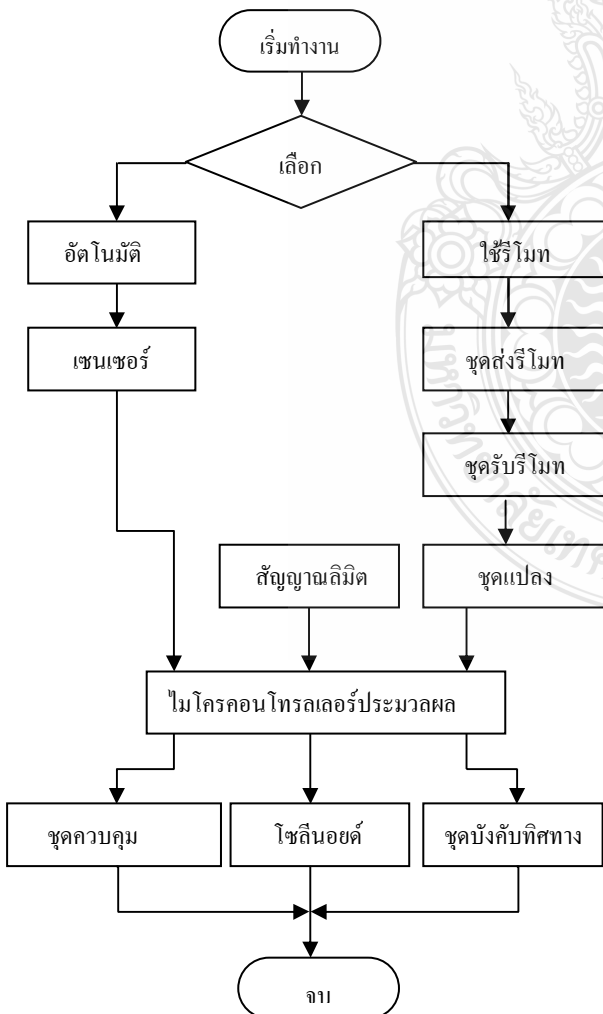 เริ่มทำงาน
เลือก
อัตโนมัติ
ใช้รีโมท
เซนเซอร์
ชุดส่งรีโมท
ชุดรับรีโมท
สัญญาณลิมิต
ชุดแปลง
ไมโครคอนโทรลเลอร์ประมวลผล
ชุดควบคุม
โซลีนอยด์
ชุดบังคับทิศทาง
จบ